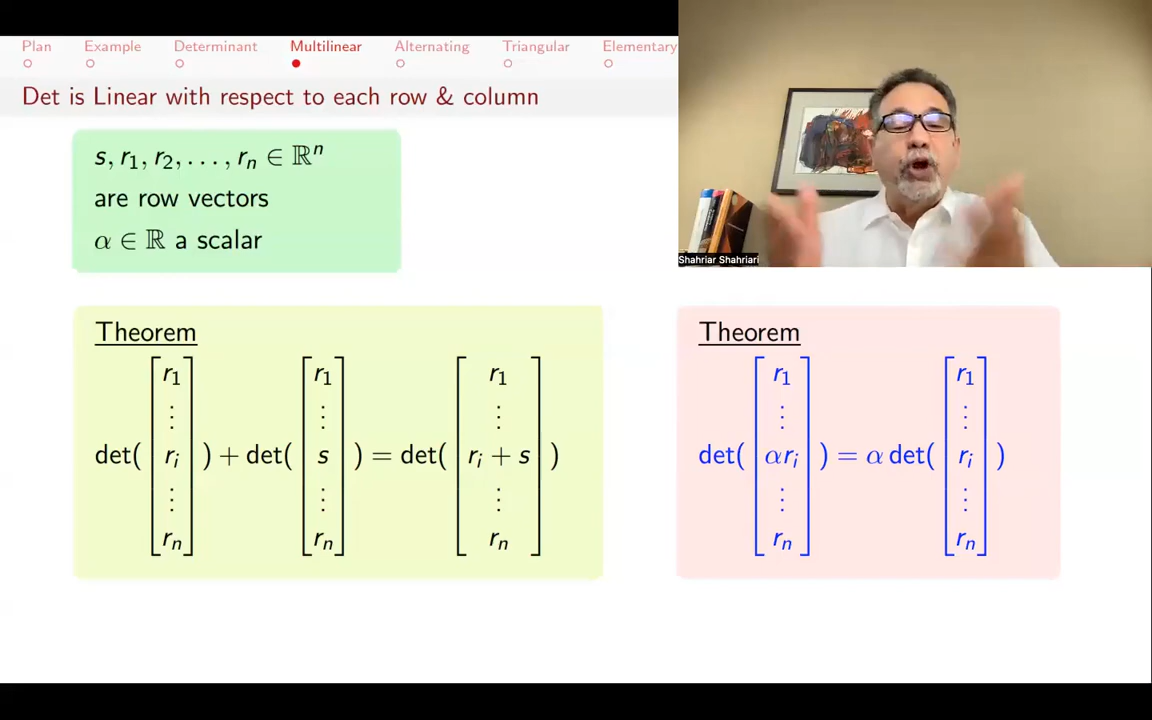 Plan Example Determinant Multilinear Alternating Triangular Elementary
Det is Linear with respect to each row & column
s, r₁, r₂, …, rₙ ∈ ℝⁿ
are row vectors
α ∈ ℝ a scalar
Shahriar Shahriari
Theorem
det( [ r₁ ⋮ rᵢ ⋮ rₙ ] ) + det( [ r₁ ⋮ s ⋮ rₙ ] ) = det( [ r₁ ⋮ rᵢ + s ⋮ rₙ ] )
Theorem
det( [ r₁ ⋮ αrᵢ ⋮ rₙ ] ) = α det( [ r₁ ⋮ rᵢ ⋮ rₙ ] )